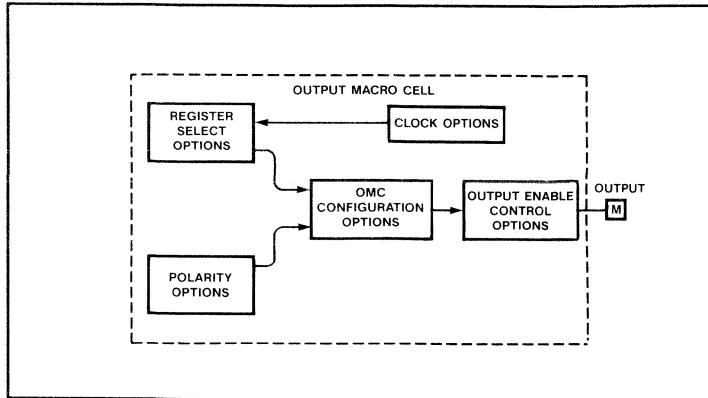 OUTPUT MACRO CELL
REGISTER
SELECT
OPTIONS
CLOCK OPTIONS
OMC
CONFIGURATION
OPTIONS
OUTPUT ENABLE
CONTROL
OPTIONS
OUTPUT
M
POLARITY
OPTIONS